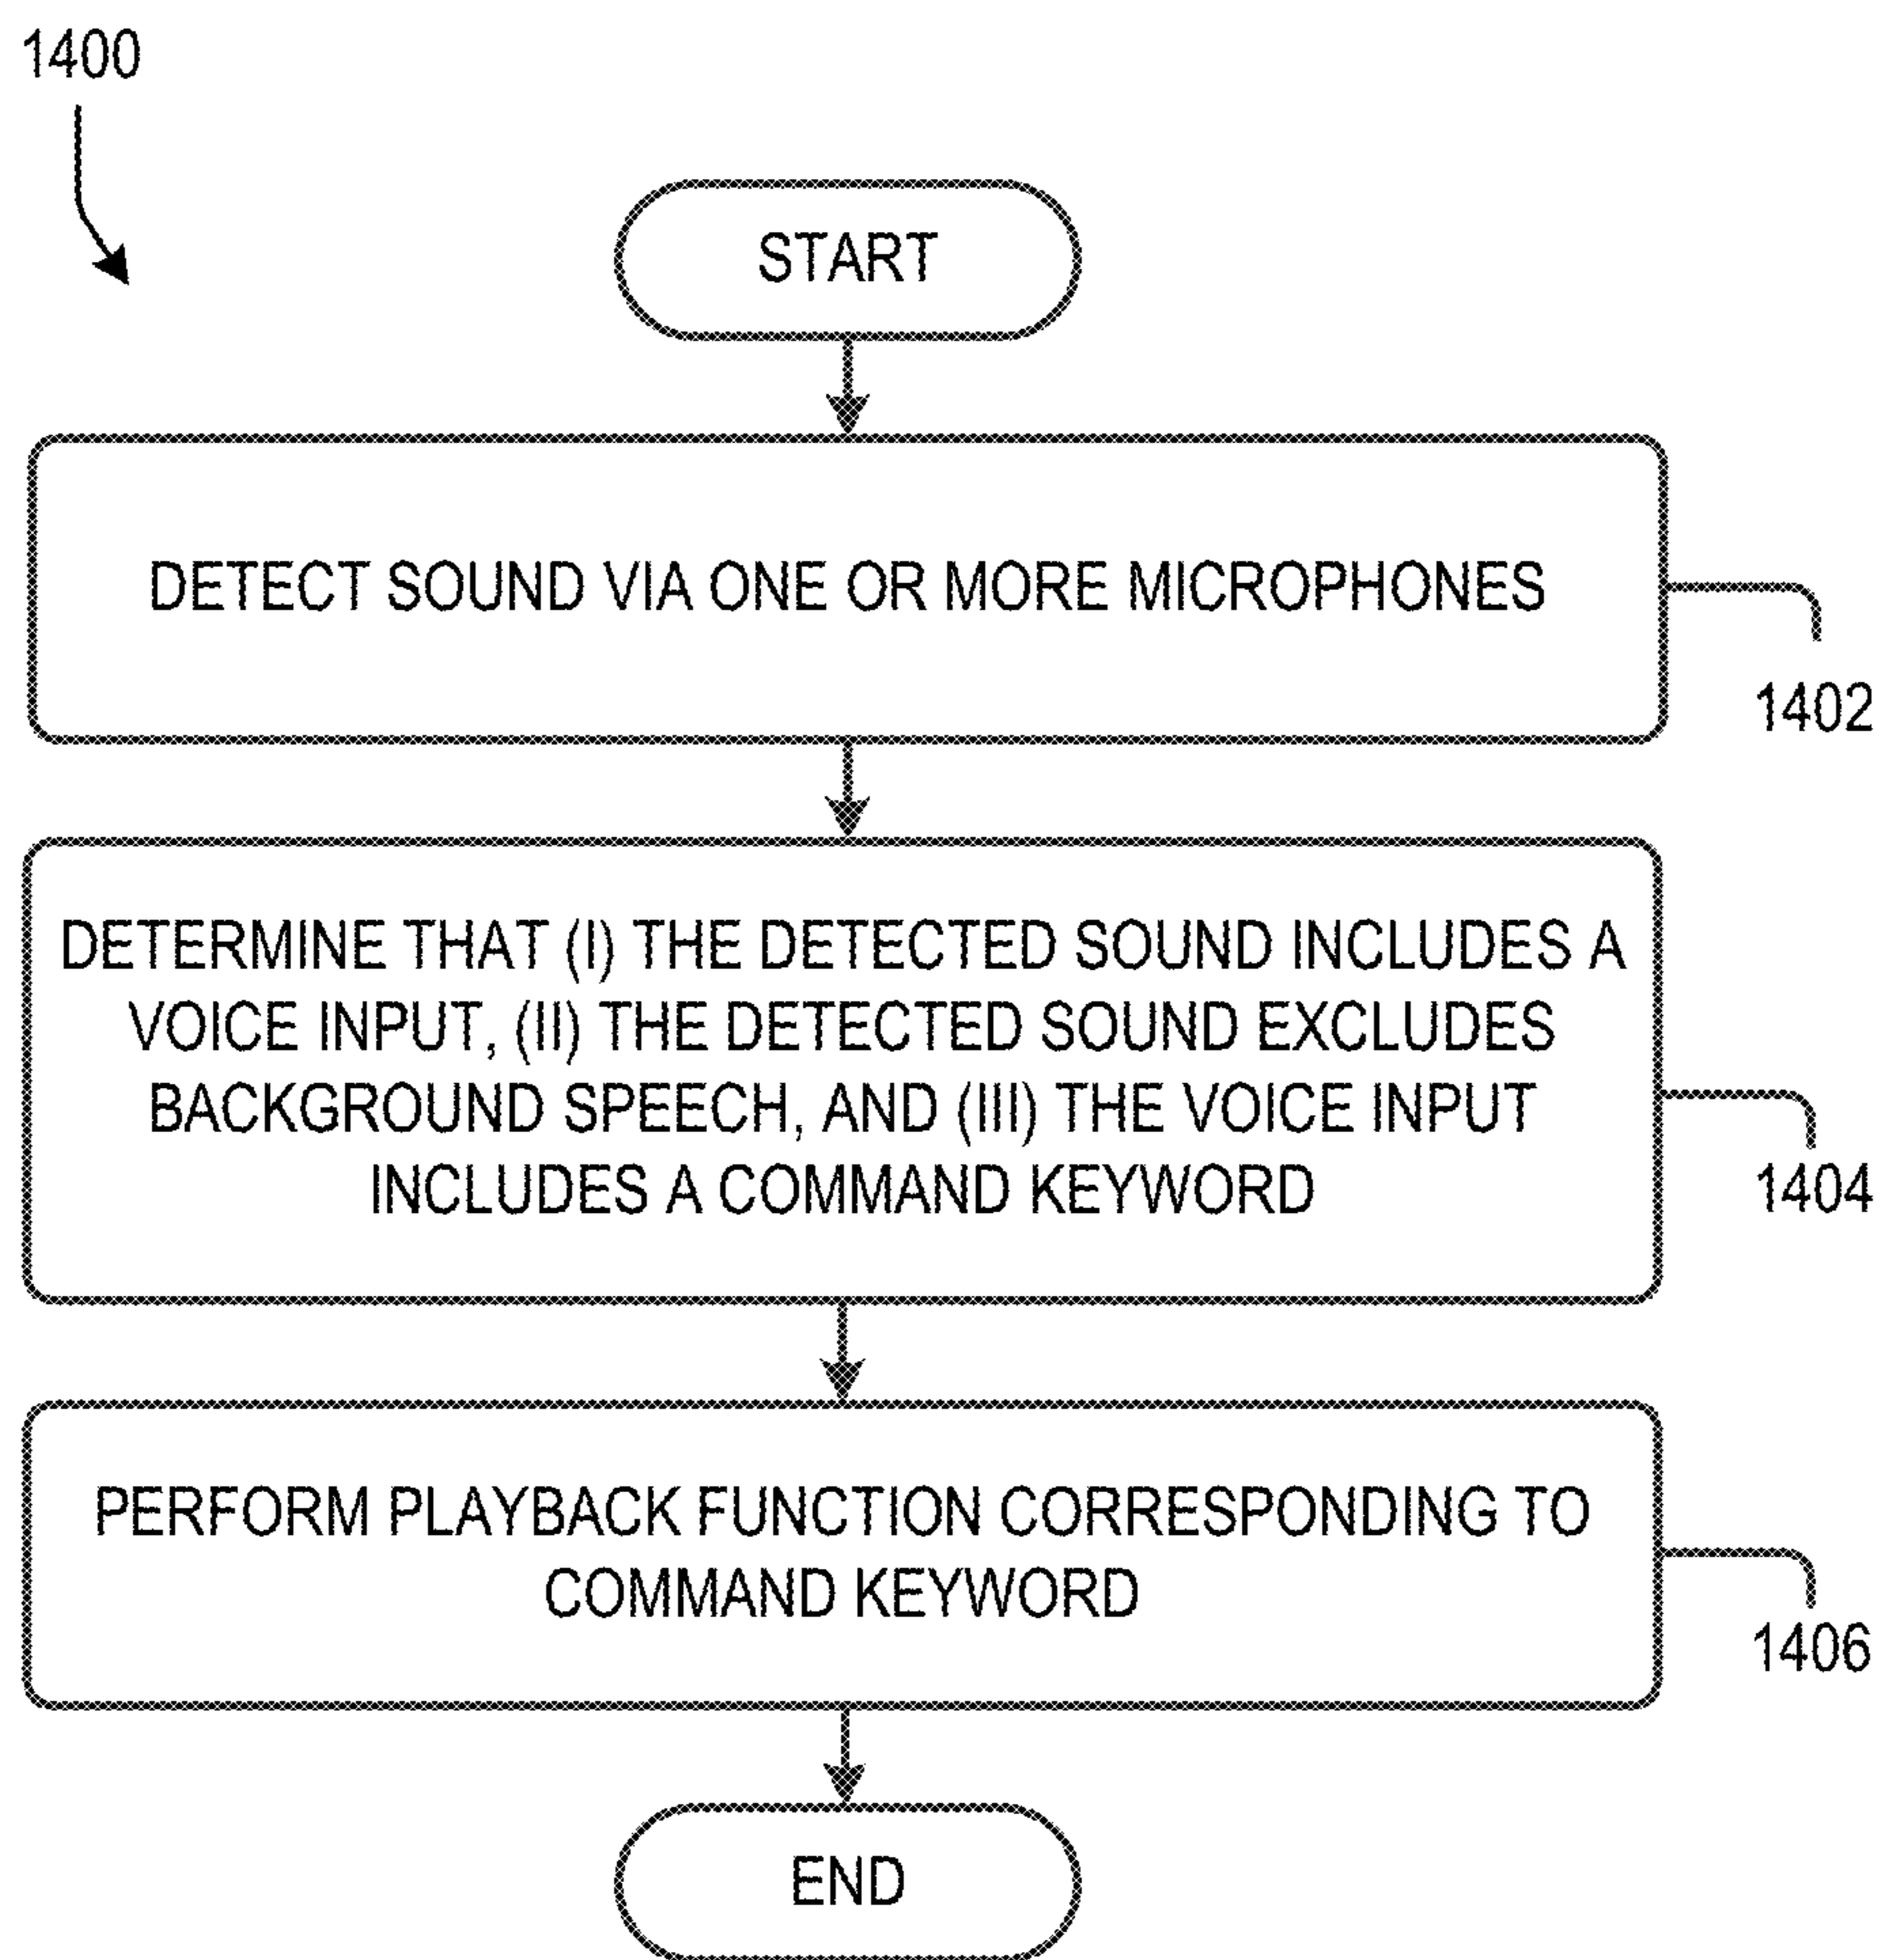 1400
START
DETECT SOUND VIA ONE OR MORE MICROPHONES
1402
DETERMINE THAT (I) THE DETECTED SOUND INCLUDES A
VOICE INPUT, (II) THE DETECTED SOUND EXCLUDES
BACKGROUND SPEECH, AND (III) THE VOICE INPUT
INCLUDES A COMMAND KEYWORD
1404
PERFORM PLAYBACK FUNCTION CORRESPONDING TO
COMMAND KEYWORD
1406
END